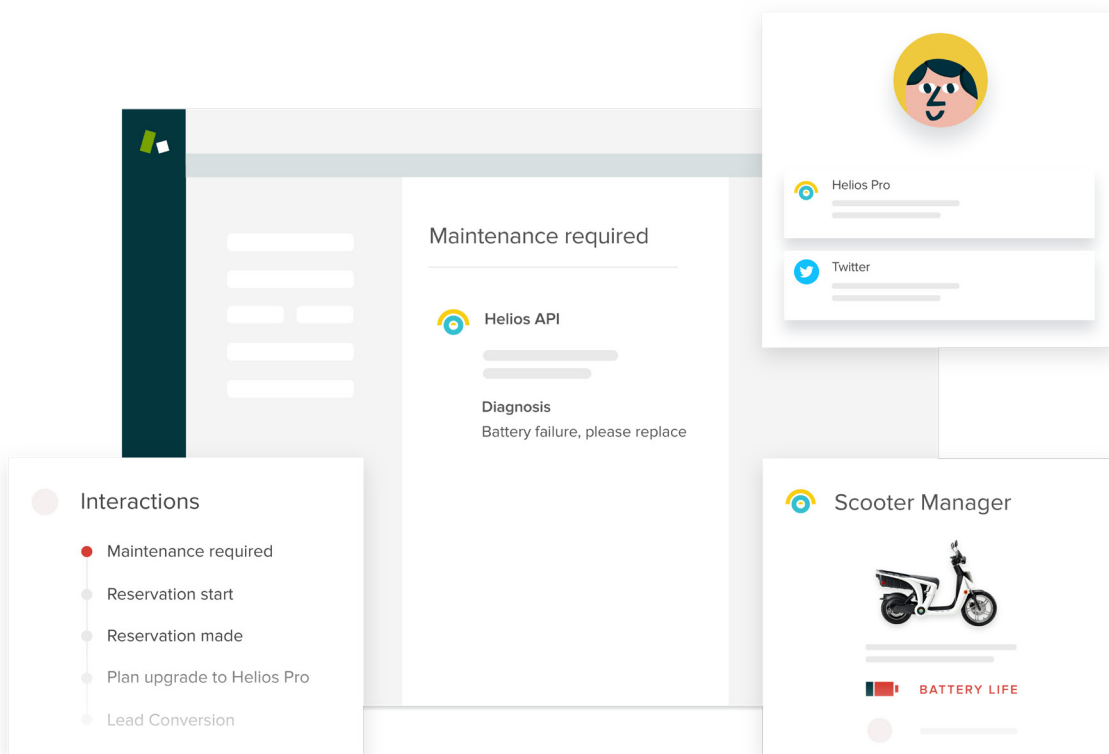 Helios Pro
Twitter
Maintenance required
Helios API
Diagnosis
Battery failure, please replace
Interactions
Maintenance required
Reservation start
Reservation made
Plan upgrade to Helios Pro
Lead Conversion
Scooter Manager
BATTERY LIFE